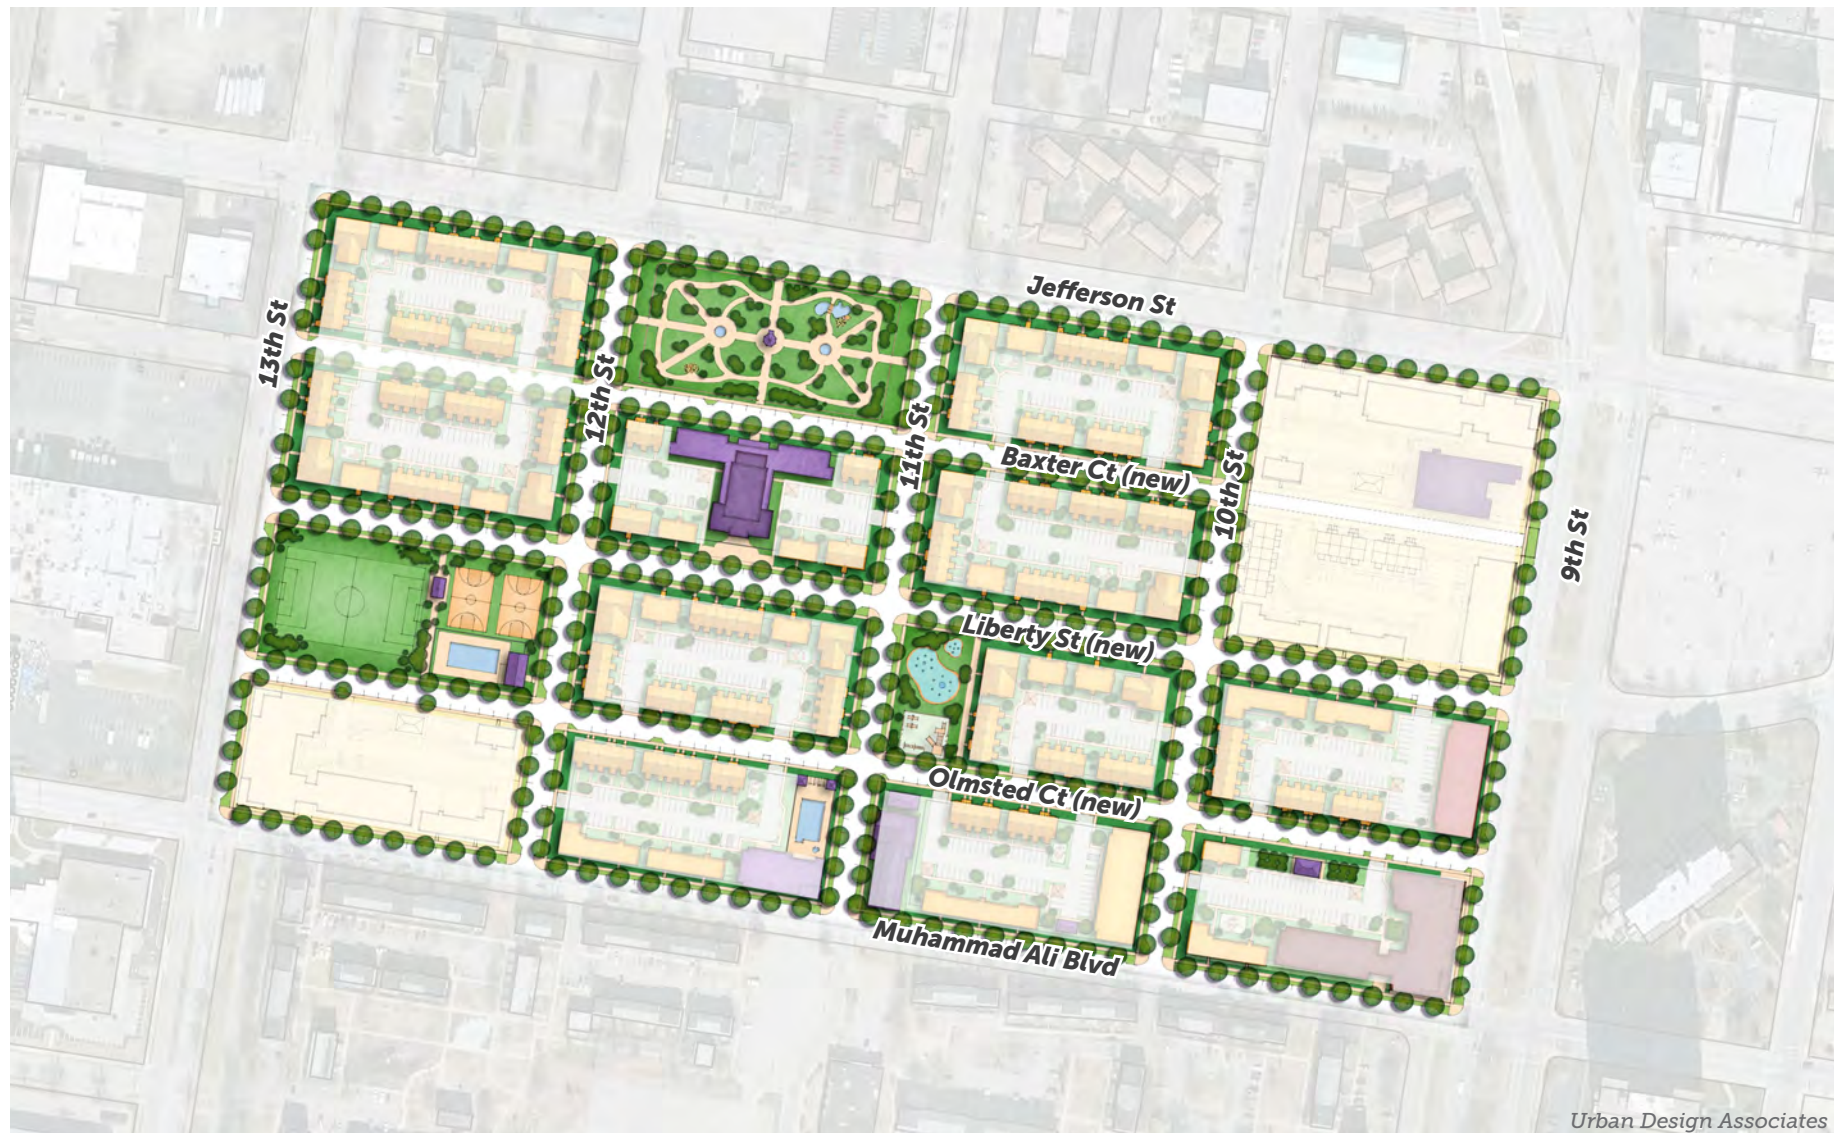 Jefferson St
13th St
12th St
11th St
Baxter Ct (new)
10th St
9th St
Liberty St (new)
Olmsted Ct (new)
Muhammad Ali Blvd
Urban Design Associates